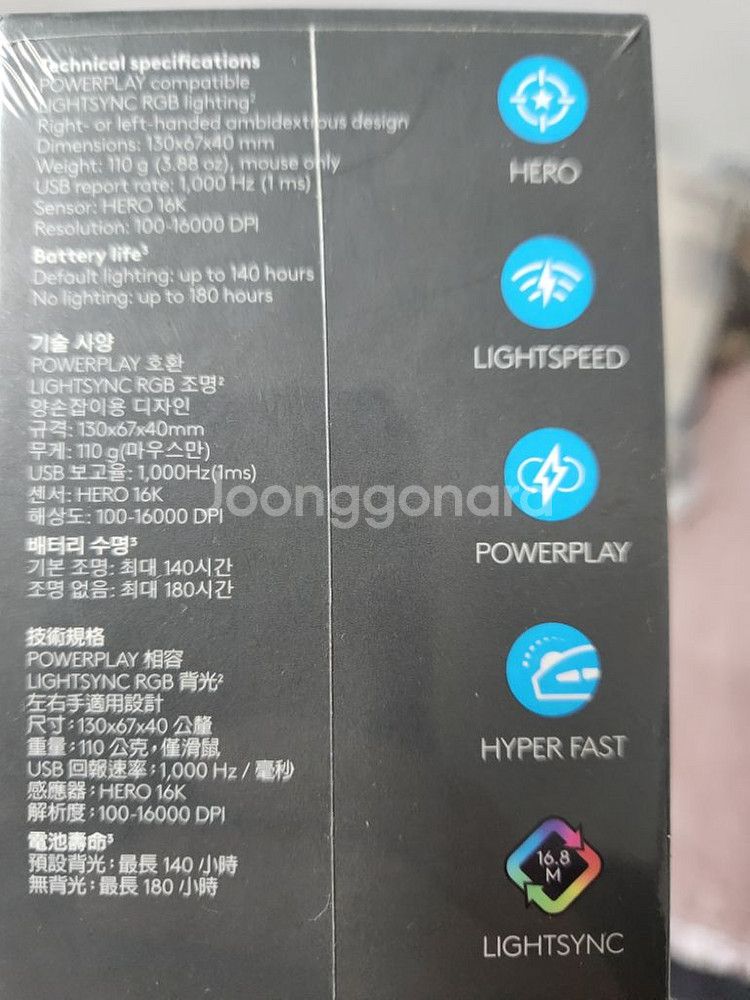 Technical specifications
POWERPLAY compatible
LIGHTSYNC RGB lighting²
Right- or left-handed ambidextrous design
Dimensions: 130x67x40 mm
Weight: 110 g (3.88 oz), mouse only
USB report rate: 1,000 Hz (1 ms)
Sensor: HERO 16K
Resolution: 100-16000 DPI
Battery life³
Default lighting: up to 140 hours
No lighting: up to 180 hours
기술 사양
POWERPLAY 호환
LIGHTSYNC RGB 조명²
양손잡이용 디자인
규격: 130x67x40mm
무게: 110 g(마우스만)
USB 보고율: 1,000Hz(1ms)
센서: HERO 16K
해상도: 100-16000 DPI
배터리 수명³
기본 조명: 최대 140시간
조명 없음: 최대 180시간
技術規格
POWERPLAY 相容
LIGHTSYNC RGB 背光²
左右手適用設計
尺寸：130x67x40 公釐
重量：110 公克，僅滑鼠
USB 回報速率：1,000 Hz / 毫秒
感應器：HERO 16K
解析度：100-16000 DPI
電池壽命³
預設背光：最長 140 小時
無背光：最長 180 小時
HERO
LIGHTSPEED
POWERPLAY
HYPER FAST
16.8
M
LIGHTSYNC
Joonggonara